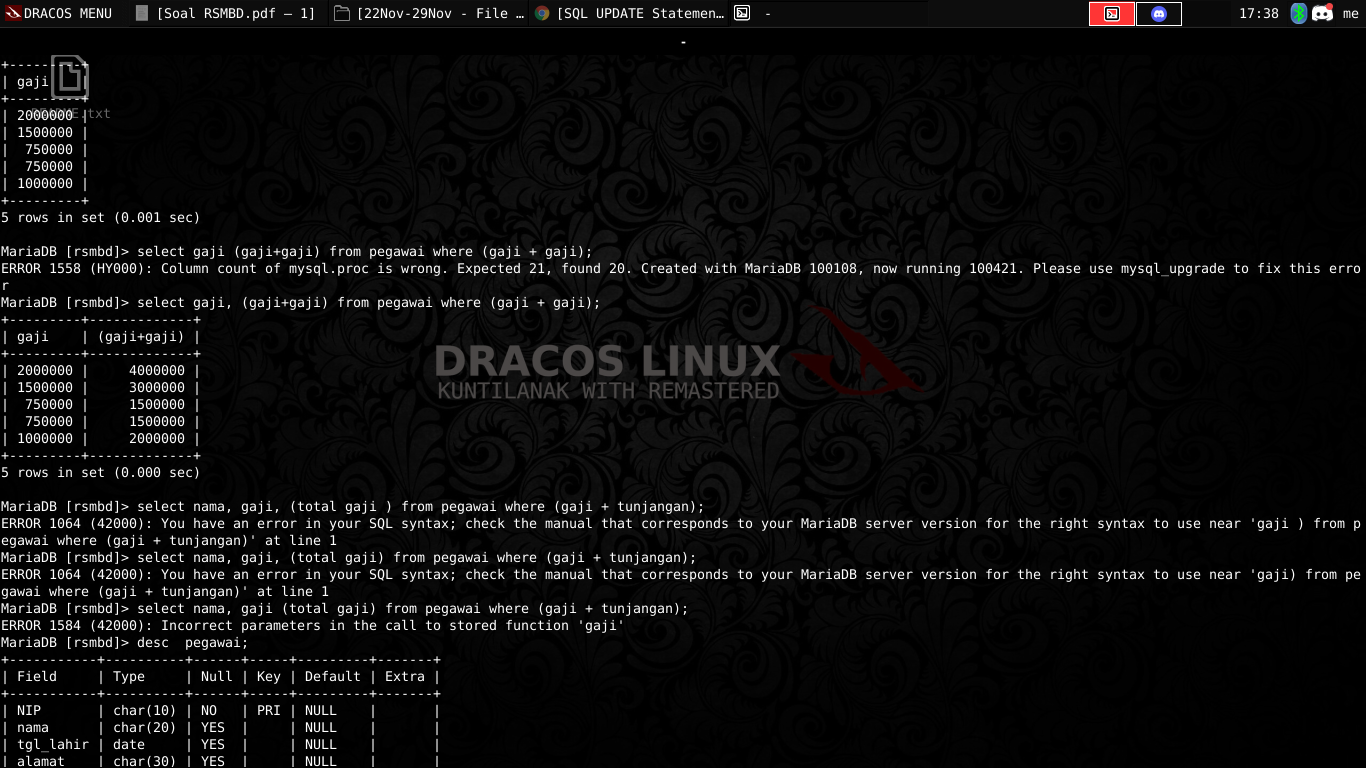 DRACOS MENU [Soal RSMBD.pdf — 1] [22Nov-29Nov - File ... [SQL UPDATE Statemen... - 17:38 me
-
+---------+
| gaji    |
+---------+
README.txt
| 2000000 |
| 1500000 |
|  750000 |
|  750000 |
| 1000000 |
+---------+
5 rows in set (0.001 sec)
MariaDB [rsmbd]> select gaji (gaji+gaji) from pegawai where (gaji + gaji);
ERROR 1558 (HY000): Column count of mysql.proc is wrong. Expected 21, found 20. Created with MariaDB 100108, now running 100421. Please use mysql_upgrade to fix this erro
r
MariaDB [rsmbd]> select gaji, (gaji+gaji) from pegawai where (gaji + gaji);
+---------+-------------+
| gaji    | (gaji+gaji) |
+---------+-------------+
| 2000000 |     4000000 |
| 1500000 |     3000000 |
|  750000 |     1500000 |
|  750000 |     1500000 |
| 1000000 |     2000000 |
+---------+-------------+
DRACOS LINUX
KUNTILANAK WITH REMASTERED
5 rows in set (0.000 sec)
MariaDB [rsmbd]> select nama, gaji, (total gaji ) from pegawai where (gaji + tunjangan);
ERROR 1064 (42000): You have an error in your SQL syntax; check the manual that corresponds to your MariaDB server version for the right syntax to use near 'gaji ) from p
egawai where (gaji + tunjangan)' at line 1
MariaDB [rsmbd]> select nama, gaji, (total gaji) from pegawai where (gaji + tunjangan);
ERROR 1064 (42000): You have an error in your SQL syntax; check the manual that corresponds to your MariaDB server version for the right syntax to use near 'gaji) from pe
gawai where (gaji + tunjangan)' at line 1
MariaDB [rsmbd]> select nama, gaji (total gaji) from pegawai where (gaji + tunjangan);
ERROR 1584 (42000): Incorrect parameters in the call to stored function 'gaji'
MariaDB [rsmbd]> desc  pegawai;
+-----------+----------+------+-----+---------+-------+
| Field     | Type     | Null | Key | Default | Extra |
+-----------+----------+------+-----+---------+-------+
| NIP       | char(10) | NO   | PRI | NULL    |       |
| nama      | char(20) | YES  |     | NULL    |       |
| tgl_lahir | date     | YES  |     | NULL    |       |
| alamat    | char(30) | YES  |     | NULL    |       |